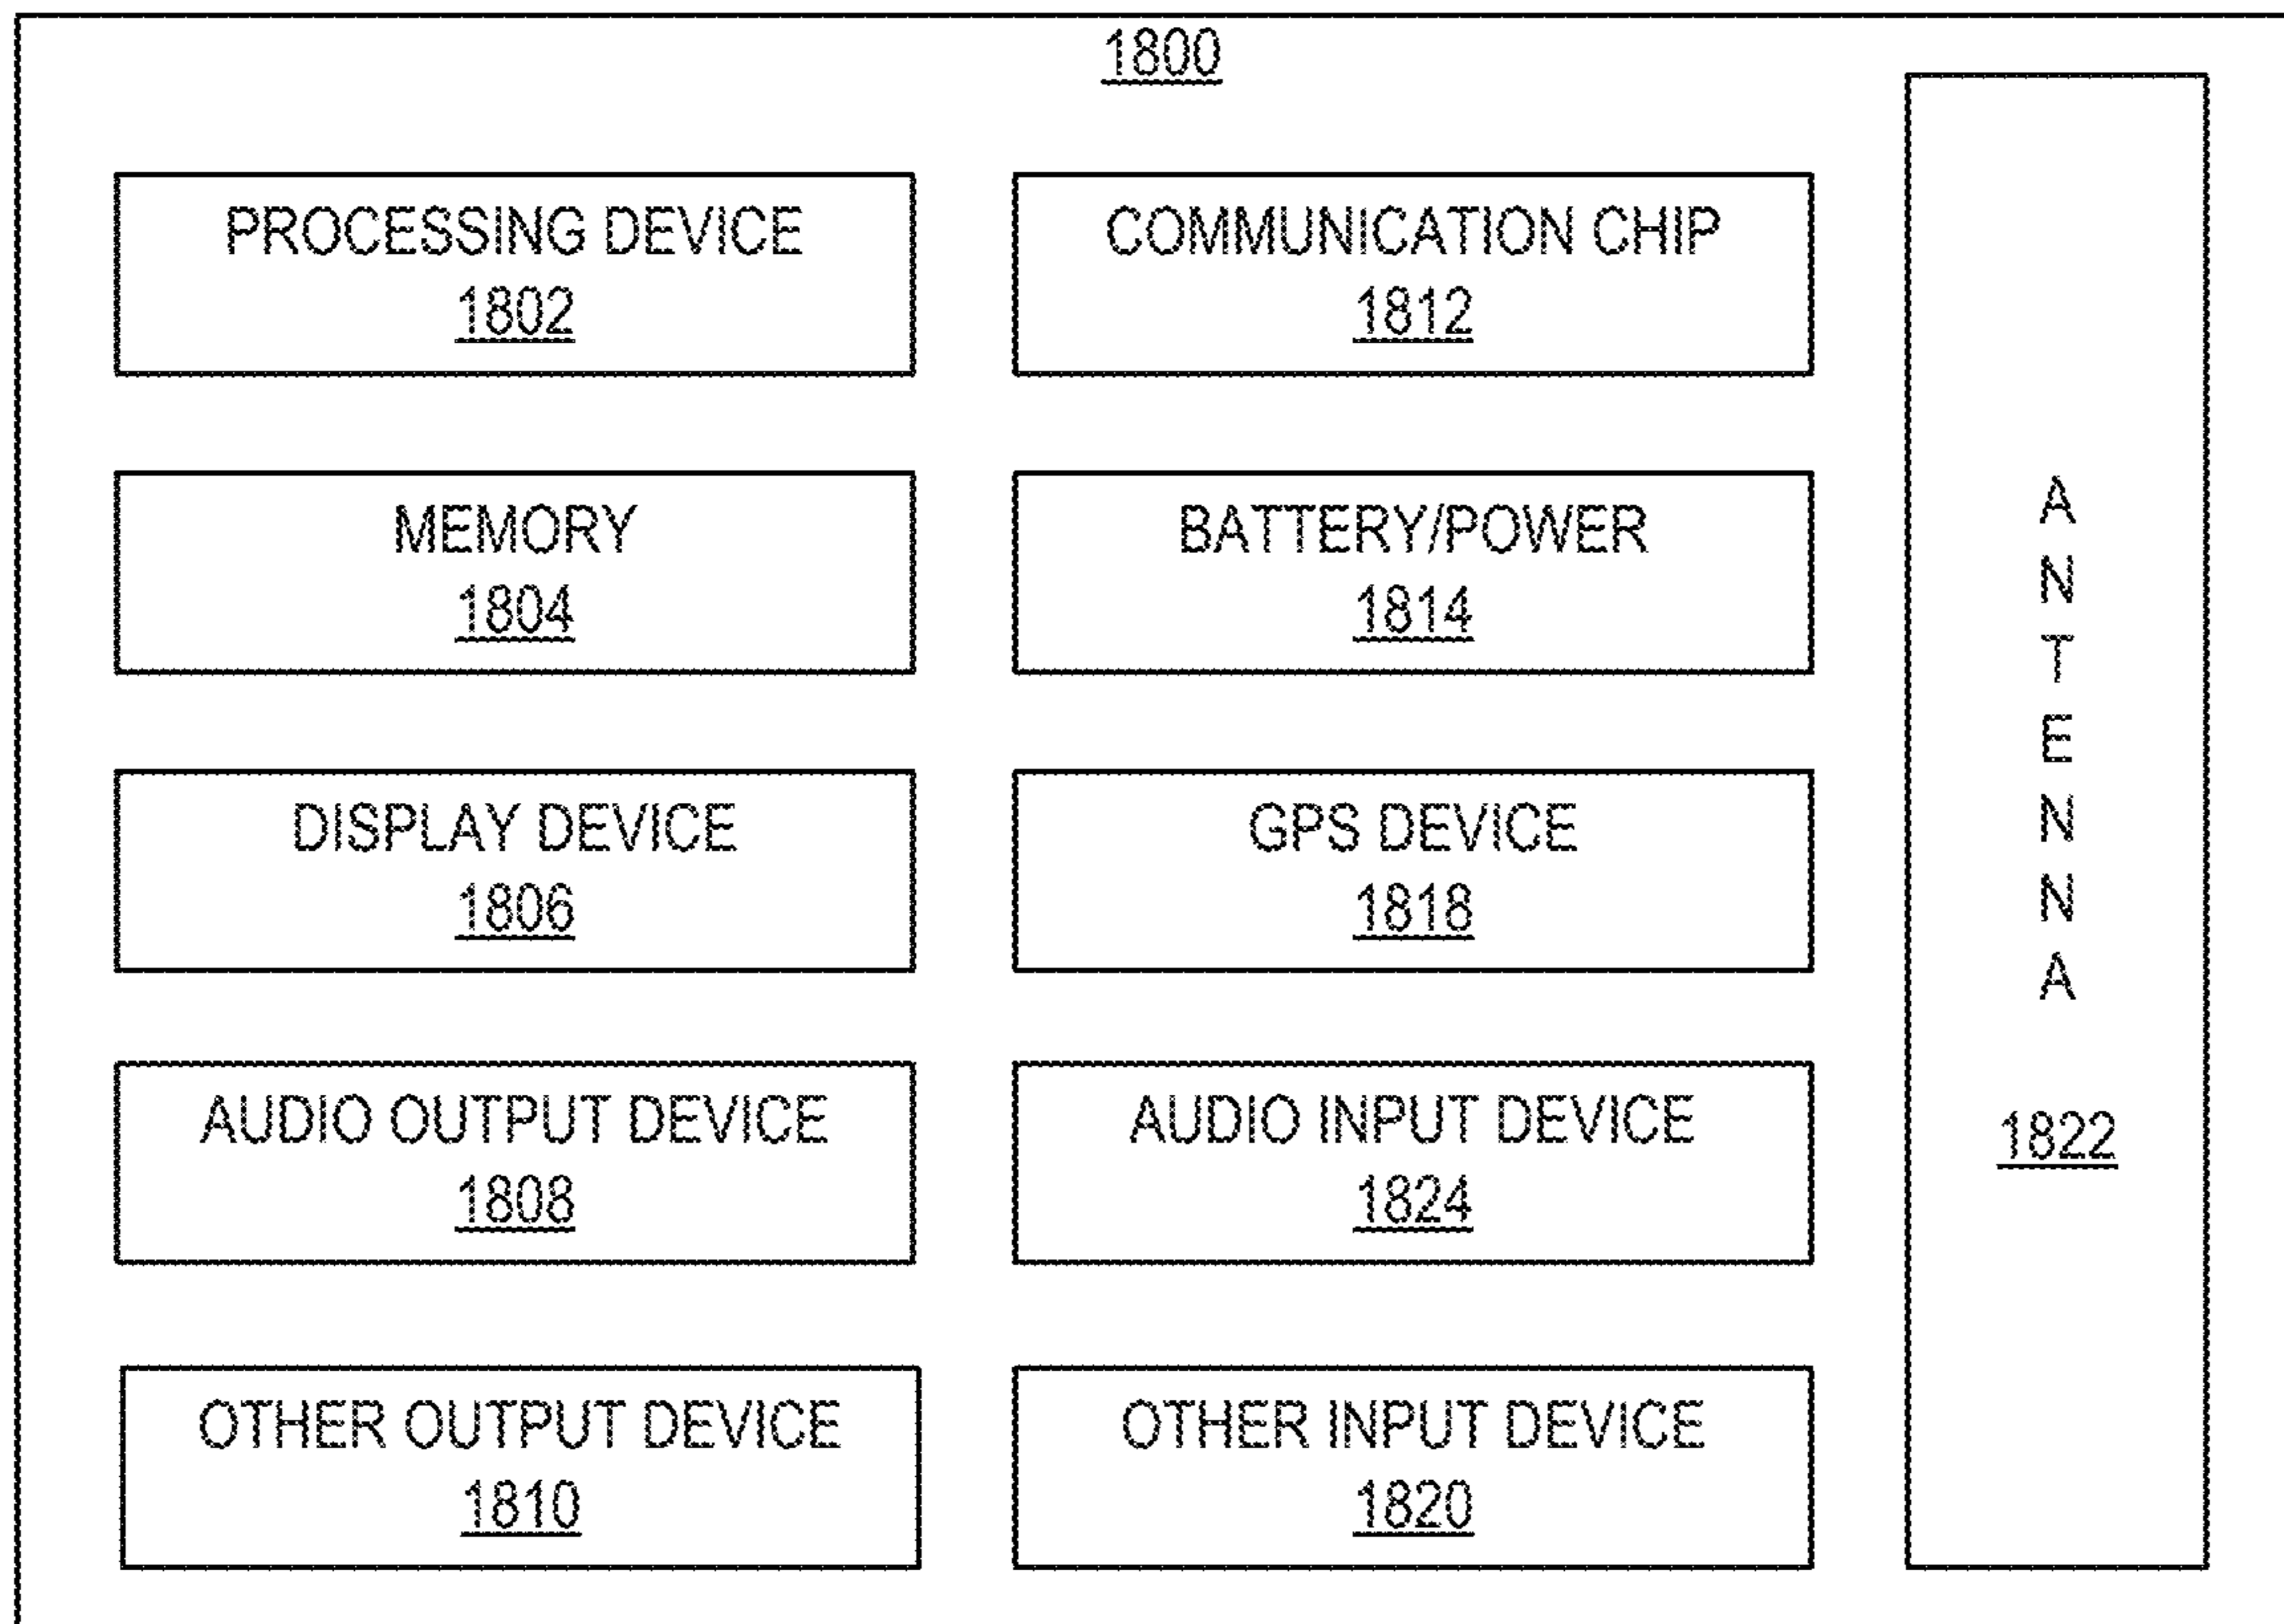 1800
PROCESSING DEVICE
1802
COMMUNICATION CHIP
1812
MEMORY
1804
BATTERY/POWER
1814
DISPLAY DEVICE
1806
GPS DEVICE
1818
AUDIO OUTPUT DEVICE
1808
AUDIO INPUT DEVICE
1824
OTHER OUTPUT DEVICE
1810
OTHER INPUT DEVICE
1820
ANTENNA
1822